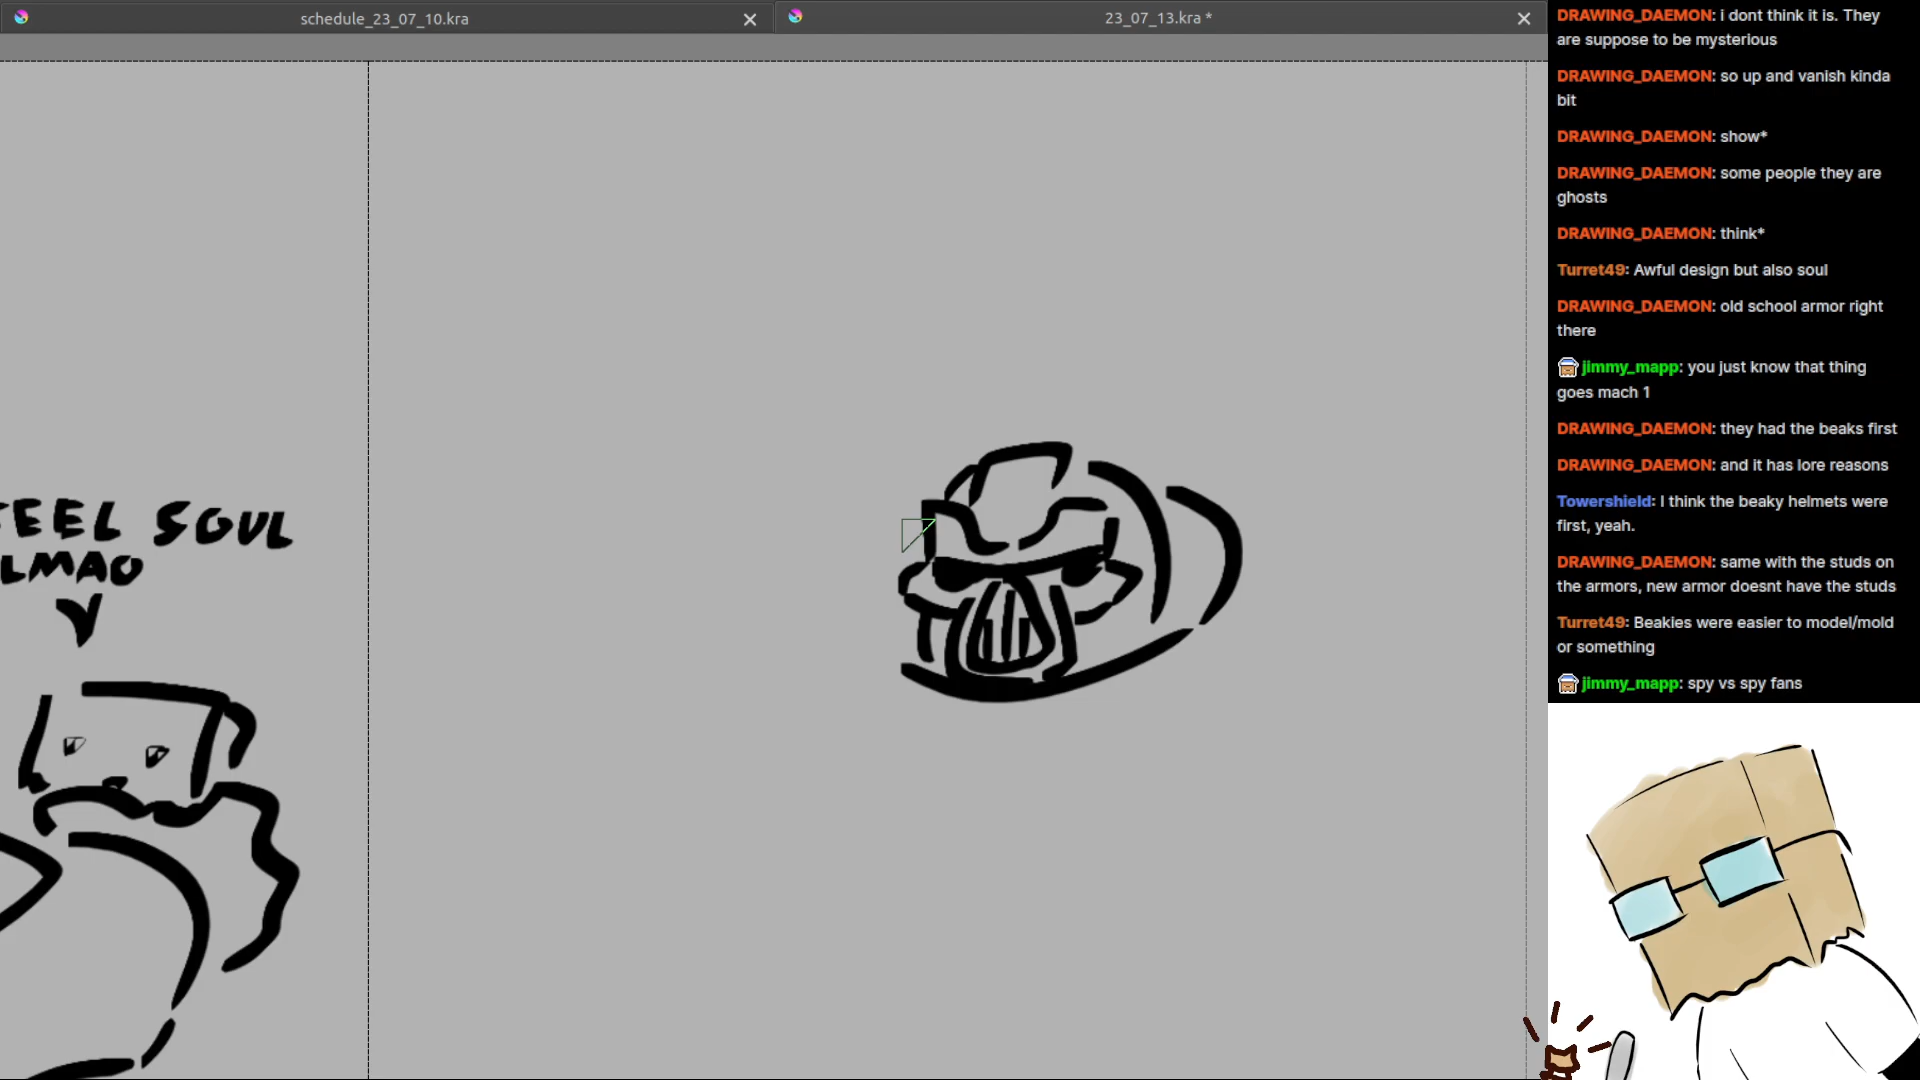 schedule_23_07_10.kra
23_07_13.kra *
DRAWING_DAEMON: i dont think it is. They
are suppose to be mysterious
DRAWING_DAEMON: so up and vanish kinda
bit
DRAWING_DAEMON: show*
DRAWING_DAEMON: some people they are
ghosts
DRAWING_DAEMON: think*
Turret49: Awful design but also soul
DRAWING_DAEMON: old school armor right
there
jimmy_mapp: you just know that thing
goes mach 1
DRAWING_DAEMON: they had the beaks first
DRAWING_DAEMON: and it has lore reasons
Towershield: I think the beaky helmets were
first, yeah.
DRAWING_DAEMON: same with the studs on
the armors, new armor doesnt have the studs
Turret49: Beakies were easier to model/mold
or something
jimmy_mapp: spy vs spy fans
EEL SOUL
LMAO